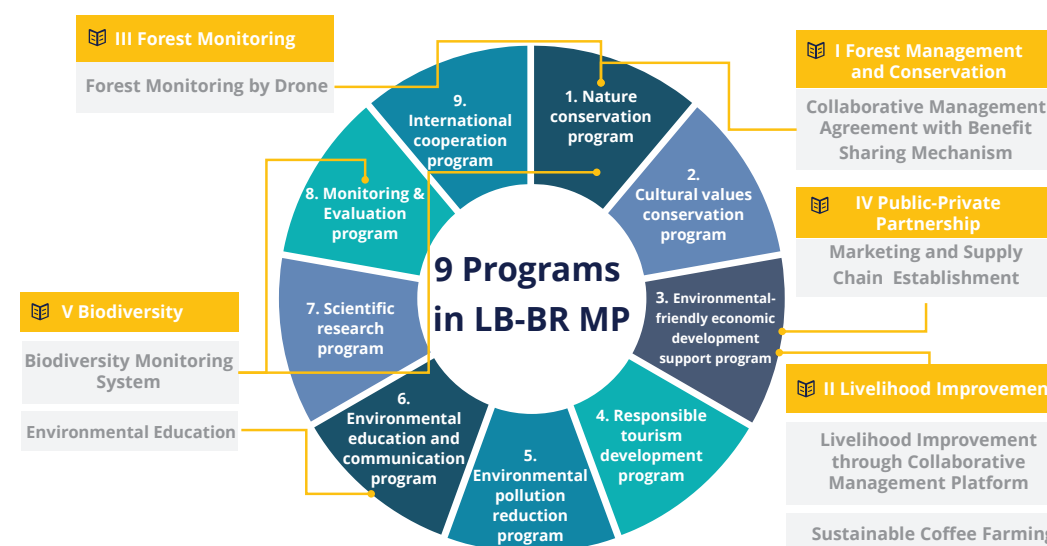 III Forest Monitoring
Forest Monitoring by Drone
I Forest Management
and Conservation
Collaborative Management
Agreement with Benefit
Sharing Mechanism
IV Public-Private
Partnership
Marketing and Supply
Chain Establishment
II Livelihood Improvemen
Livelihood Improvement
through Collaborative
Management Platform
Sustainable Coffee Farming
V Biodiversity
Biodiversity Monitoring
System
Environmental Education
9 Programs
in LB-BR MP
1. Nature
conservation
program
2.
Cultural values
conservation
program
3. Environmental-
friendly economic
development
support program
4. Responsible
tourism
development
program
5.
Environmental
pollution
reduction
program
6.
Environmental
education and
communication
program
7. Scientific
research
program
8. Monitoring &
Evaluation
program
9.
International
cooperation
program